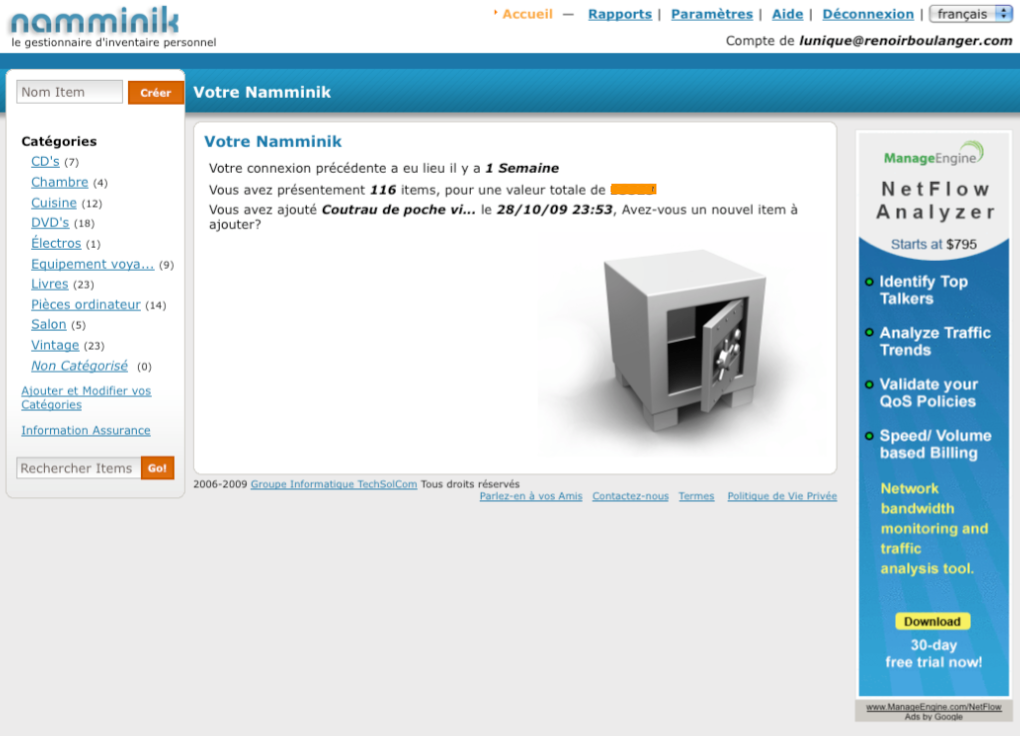 namminik
le gestionnaire d'inventaire personnel
Accueil — Rapports | Paramètres | Aide | Déconnexion | français
Compte de lunique@renoirboulanger.com
Nom Item Créer
Votre Namminik
Catégories
CD's (7)
Chambre (4)
Cuisine (12)
DVD's (18)
Électros (1)
Equipement voya... (9)
Livres (23)
Pièces ordinateur (14)
Salon (5)
Vintage (23)
Non Catégorisé (0)
Ajouter et Modifier vos
Catégories
Information Assurance
Rechercher Items Go!
Votre Namminik
Votre connexion précédente a eu lieu il y a 1 Semaine
Vous avez présentement 116 items, pour une valeur totale de
Vous avez ajouté Coutrau de poche vi... le 28/10/09 23:53, Avez-vous un nouvel item à
ajouter?
2006-2009 Groupe Informatique TechSolCom Tous droits réservés
Parlez-en à vos Amis Contactez-nous Termes Politique de Vie Privée
ManageEngine
NetFlow
Analyzer
Starts at $795
Identify Top
Talkers
Analyze Traffic
Trends
Validate your
QoS Policies
Speed/ Volume
based Billing
Network
bandwidth
monitoring and
traffic
analysis tool.
Download
30-day
free trial now!
www.ManageEngine.com/NetFlow
Ads by Google